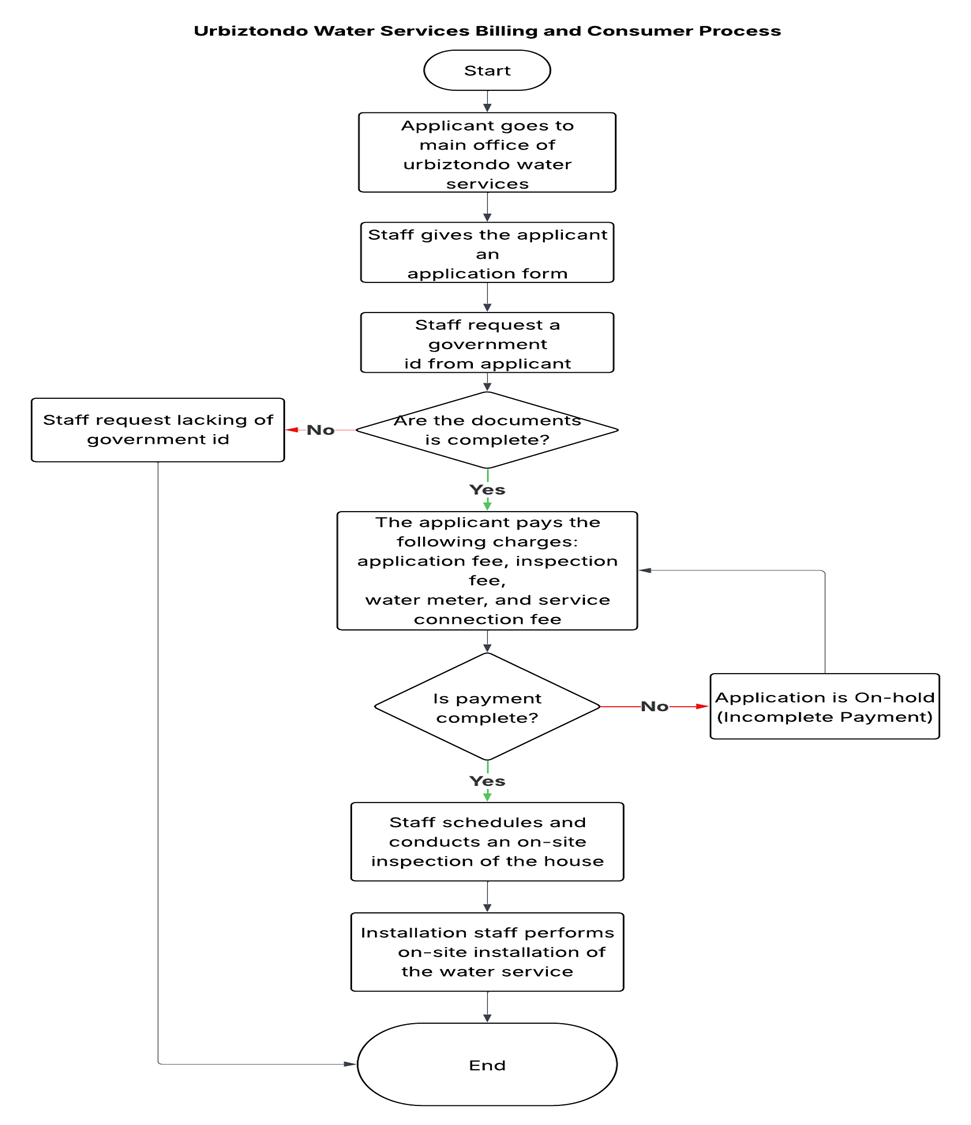 Urbiztondo Water Services Billing and Consumer Process
Start
Applicant goes to
main office of
urbiztondo water
services
Staff gives the applicant
an
application form
Staff request a
government
id from applicant
Are the documents
is complete?
No
Staff request lacking of
government id
Yes
The applicant pays the
following charges:
application fee, inspection
fee,
water meter, and service
connection fee
Is payment
complete?
No
Application is On-hold
(Incomplete Payment)
Yes
Staff schedules and
conducts an on-site
inspection of the house
Installation staff performs
on-site installation of
the water service
End